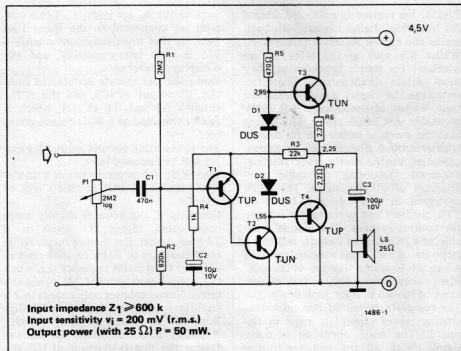 4,5V
+
R1
2M2
R5
470Ω
T3
2,95
TUN
D1
DUS
R6
2,2Ω
R3
22k
2,25
P1
2M2
log
C1
470n
T1
TUP
D2
DUS
R7
2,2Ω
R4
1k
1,55
T4
TUP
T2
TUN
C3
100µ
10V
R2
820k
C2
10µ
10V
LS
25Ω
0
Input impedance Z1 ≥ 600 k
Input sensitivity vi = 200 mV (r.m.s.)
Output power (with 25 Ω) P = 50 mW.
1486-1